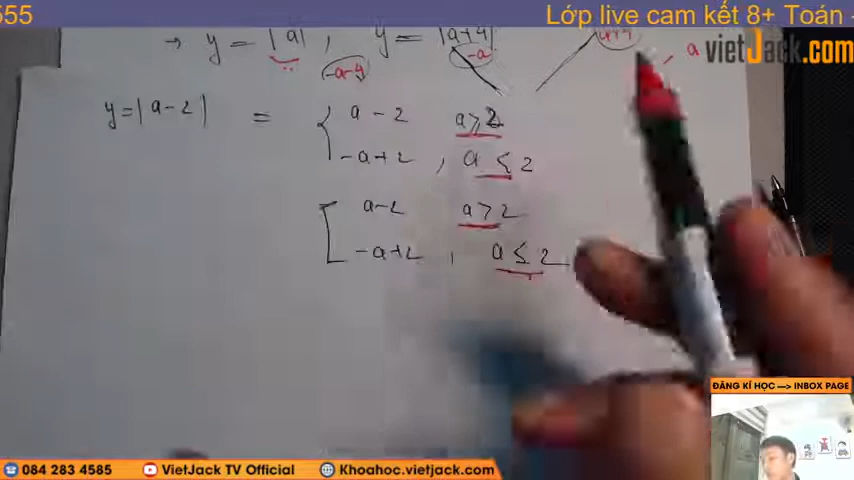 555
Lớp live cam kết 8+ Toán -
vietJack.com
→ y = |a| , y = |a+4|
-a-4
-a
a+4
a
y=|a-2| = { a - 2 a ≥ 2
-a+2 , a ≤ 2
[ a-2 a > 2
-a+2 , a ≤ 2
ĐĂNG KÍ HỌC —> INBOX PAGE
084 283 4585 VietJack TV Official Khoahoc.vietjack.com